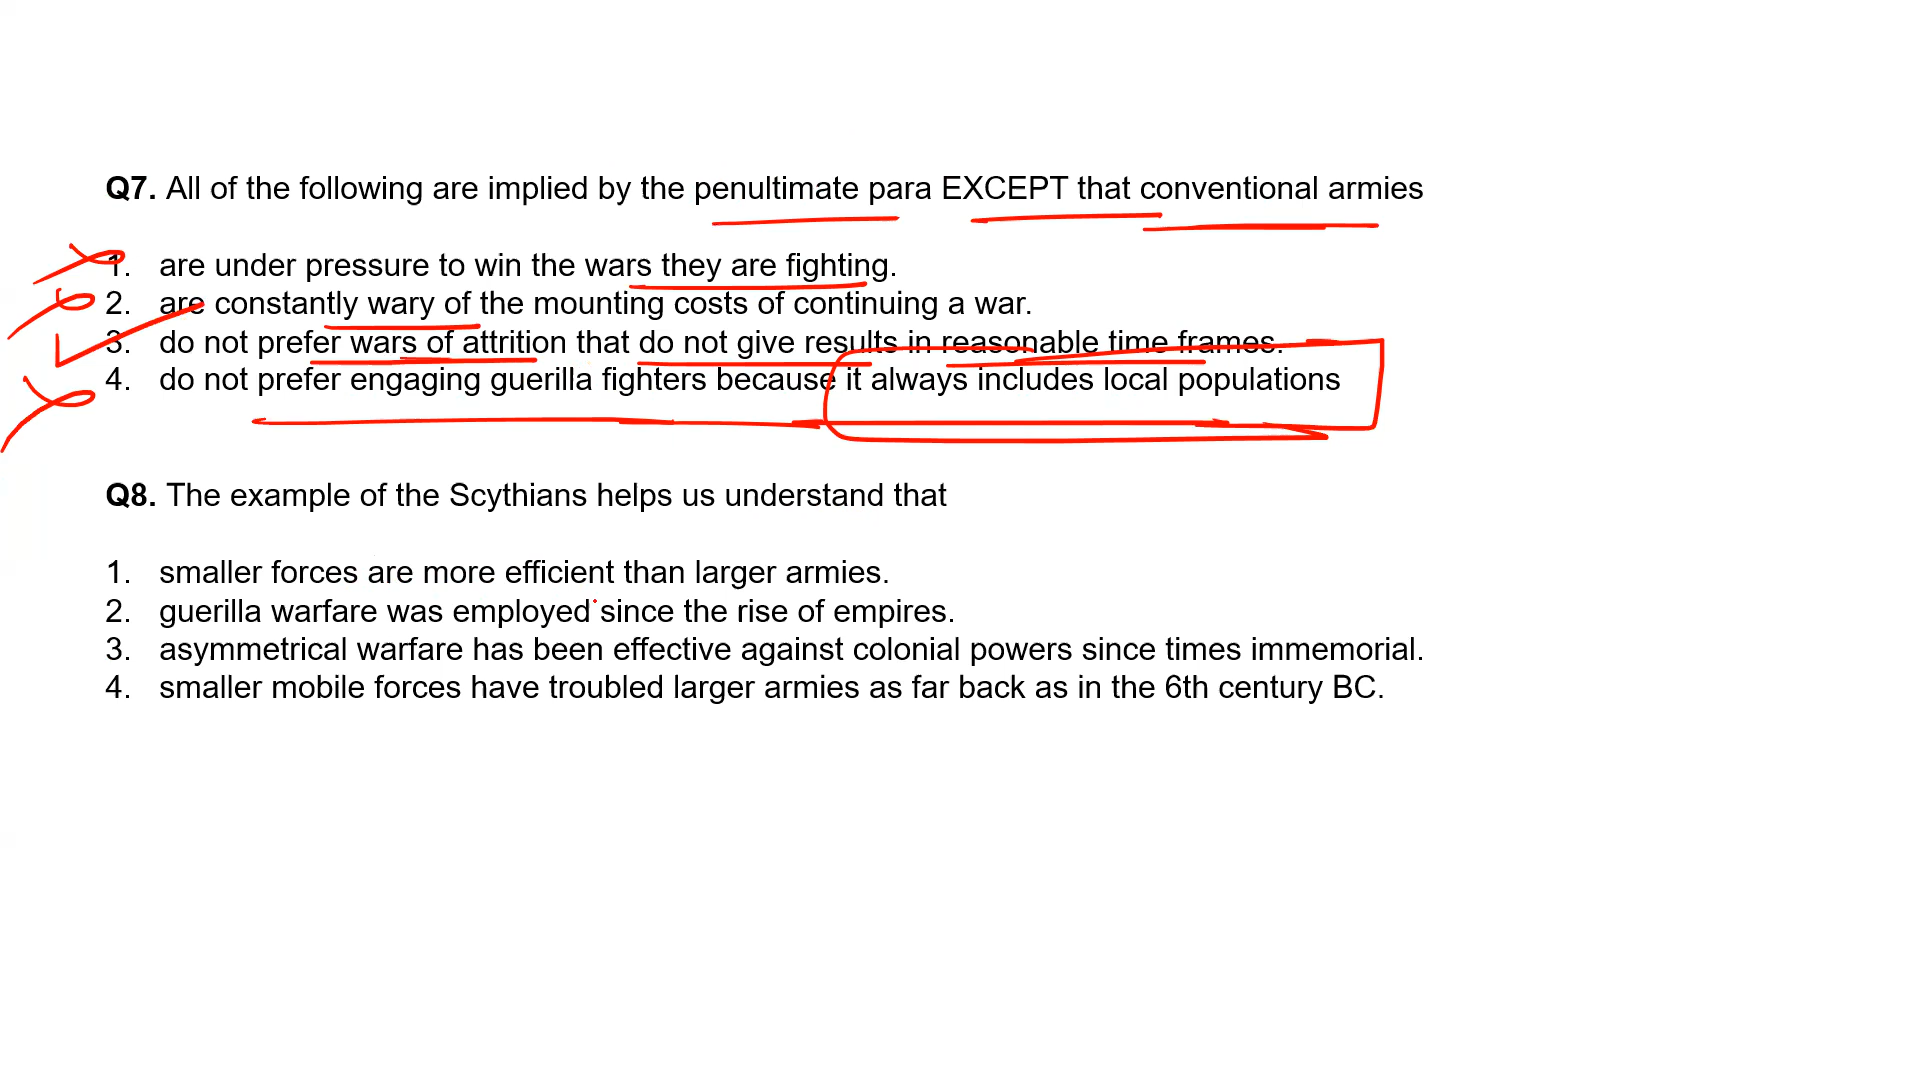 Q7. All of the following are implied by the penultimate para EXCEPT that conventional armies
1. are under pressure to win the wars they are fighting.
2. are constantly wary of the mounting costs of continuing a war.
3. do not prefer wars of attrition that do not give results in reasonable time frames.
4. do not prefer engaging guerilla fighters because it always includes local populations
Q8. The example of the Scythians helps us understand that
1. smaller forces are more efficient than larger armies.
2. guerilla warfare was employed since the rise of empires.
3. asymmetrical warfare has been effective against colonial powers since times immemorial.
4. smaller mobile forces have troubled larger armies as far back as in the 6th century BC.